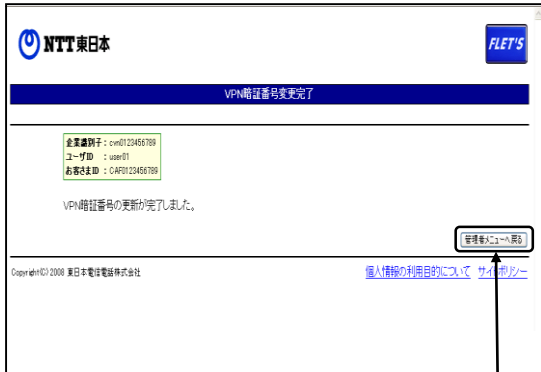 NTT東日本
FLET'S
VPN暗証番号変更完了
企業識別子：cvn0123456789
ユーザID ：user01
お客さまID：CAF0123456789
VPN暗証番号の更新が完了しました。
管理者メニューへ戻る
Copyright(C) 2008 東日本電信電話株式会社
個人情報の利用目的について サイトポリシー